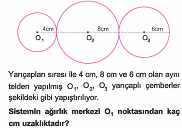 4cm 8cm 6cm
O₁ O₂ O₃
Yarıçapları sırası ile 4 cm, 8 cm ve 6 cm olan aynı
telden yapılmış O₁, O₂, O₃ yarıçaplı çemberler
şekildeki gibi yapıştırılıyor.
Sistemin ağırlık merkezi O₁ noktasından kaç
cm uzaklıktadır?